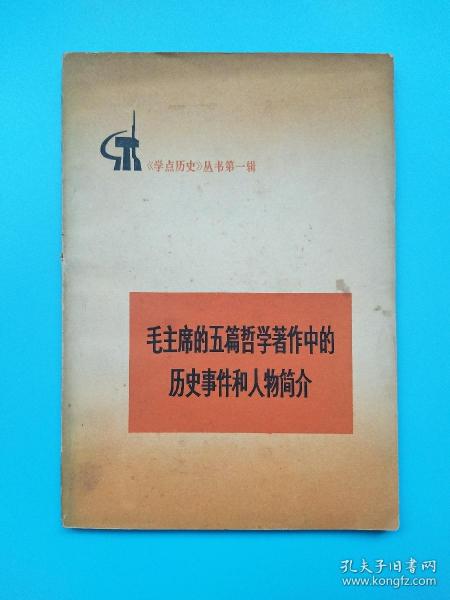 《学点历史》丛书第一辑
毛主席的五篇哲学著作中的
历史事件和人物简介
孔夫子旧书网
www.kongfz.com